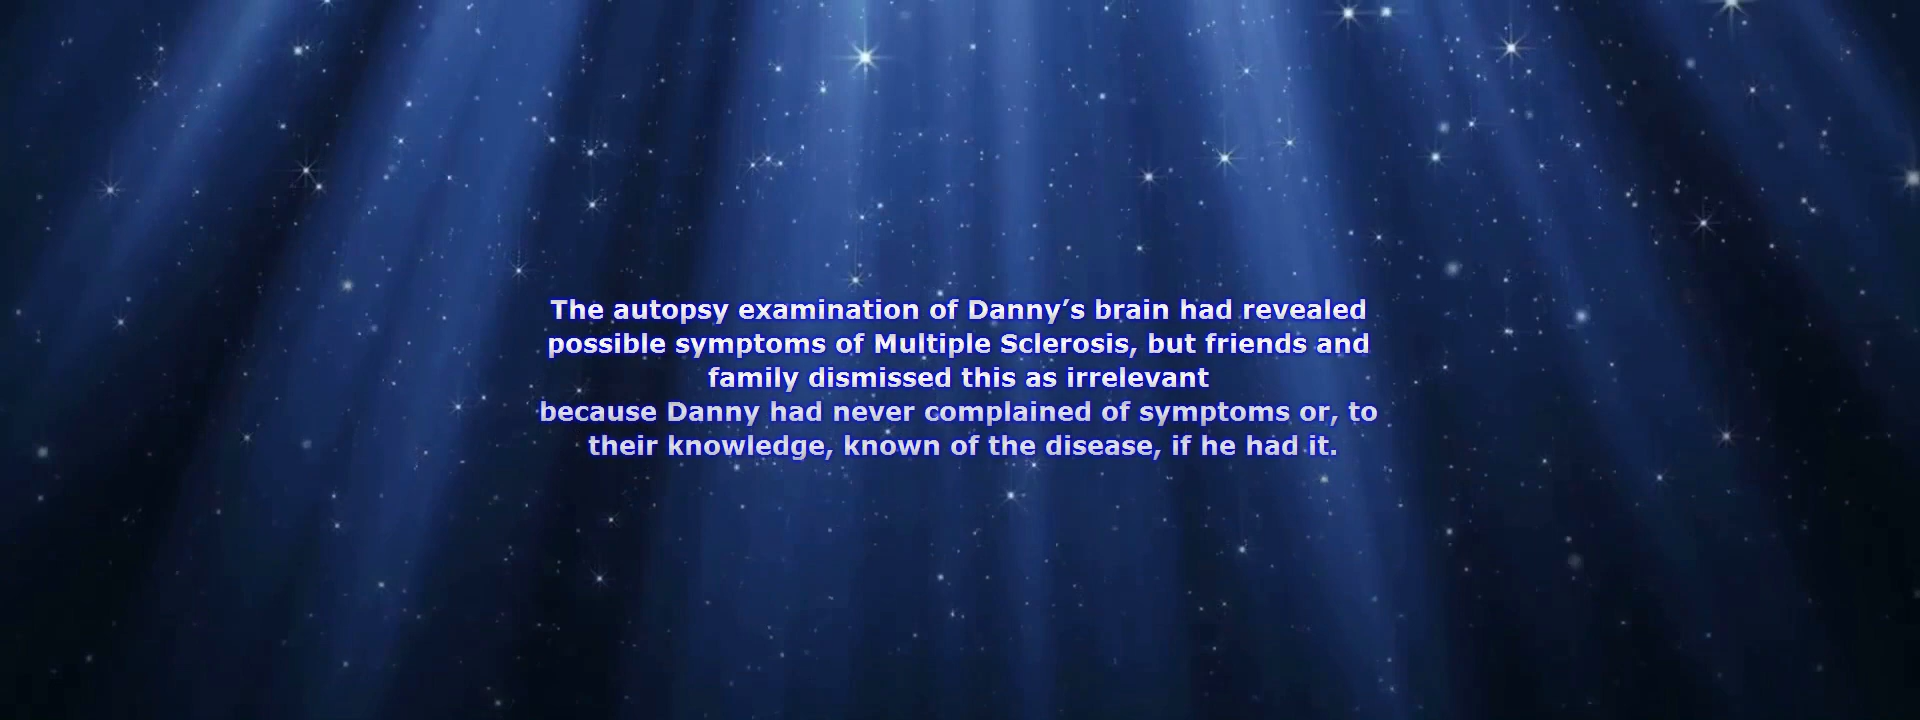 The autopsy examination of Danny’s brain had revealed
possible symptoms of Multiple Sclerosis, but friends and
family dismissed this as irrelevant
because Danny had never complained of symptoms or, to
their knowledge, known of the disease, if he had it.